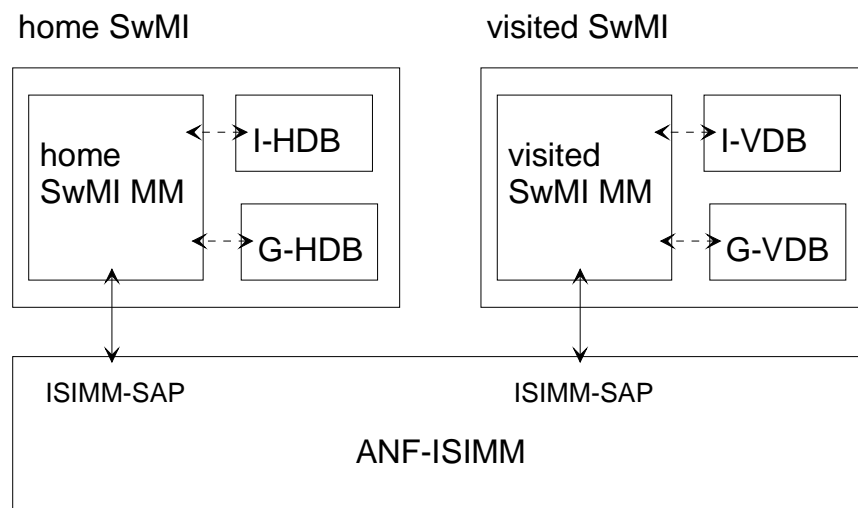 home SwMI
visited SwMI
home
SwMI MM
I-HDB
G-HDB
visited
SwMI MM
I-VDB
G-VDB
ISIMM-SAP
ISIMM-SAP
ANF-ISIMM